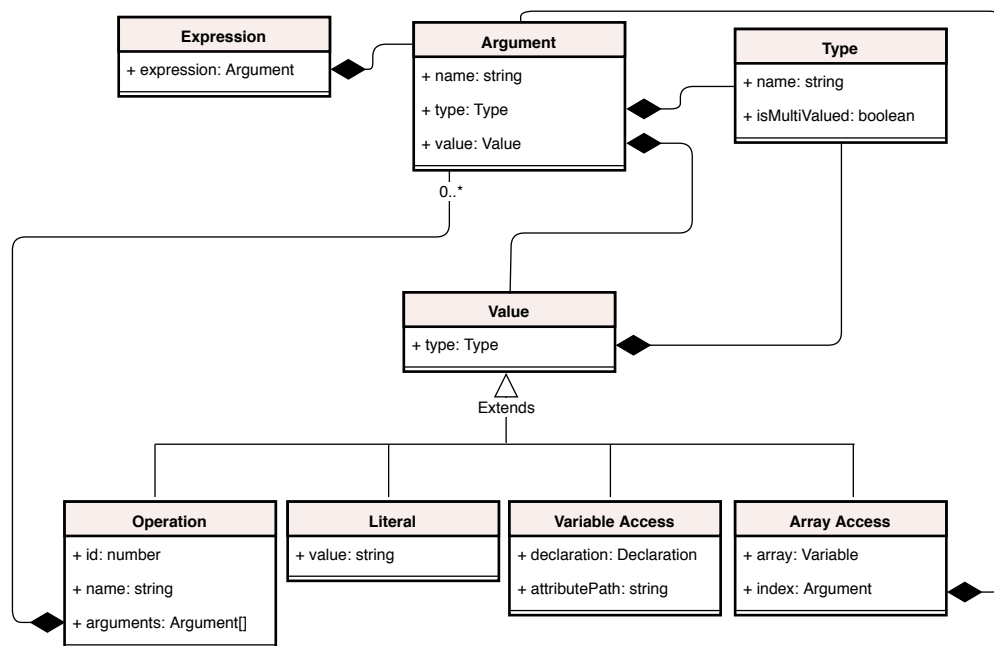 Expression
+ expression: Argument
Argument
+ name: string
+ type: Type
+ value: Value
Type
+ name: string
+ isMultiValued: boolean
0..*
Value
+ type: Type
Extends
Operation
+ id: number
+ name: string
+ arguments: Argument[]
Literal
+ value: string
Variable Access
+ declaration: Declaration
+ attributePath: string
Array Access
+ array: Variable
+ index: Argument